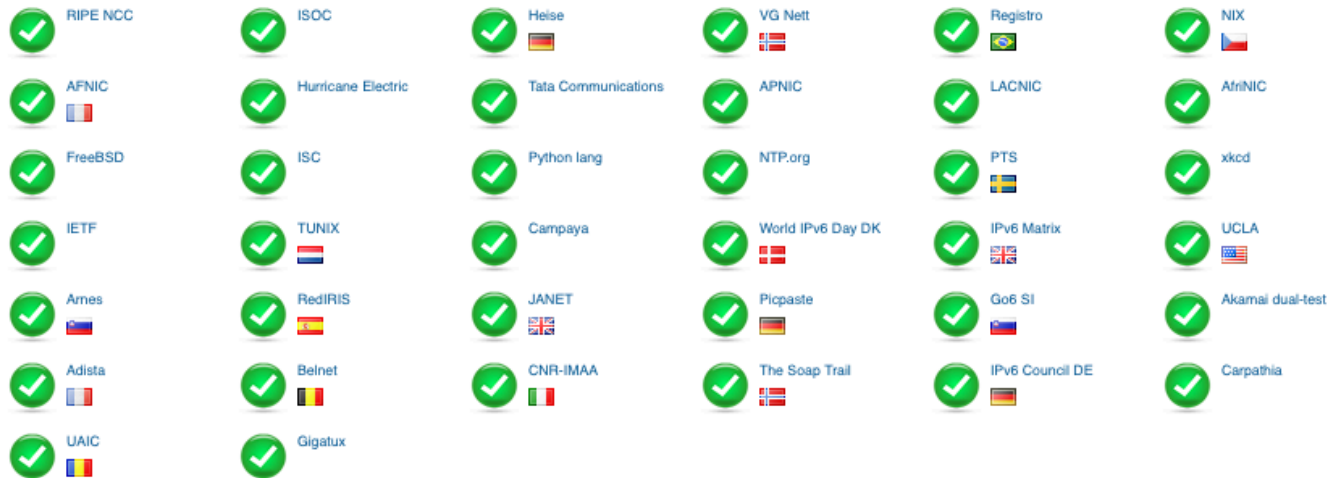 RIPE NCC
ISOC
Heise
VG Nett
Registro
NIX
AFNIC
Hurricane Electric
Tata Communications
APNIC
LACNIC
AfriNIC
FreeBSD
ISC
Python lang
NTP.org
PTS
xkcd
IETF
TUNIX
Campaya
World IPv6 Day DK
IPv6 Matrix
UCLA
Arnes
RedIRIS
JANET
Picpaste
Go6 SI
Akamai dual-test
Adista
Belnet
CNR-IMAA
The Soap Trail
IPv6 Council DE
Carpathia
UAIC
Gigatux